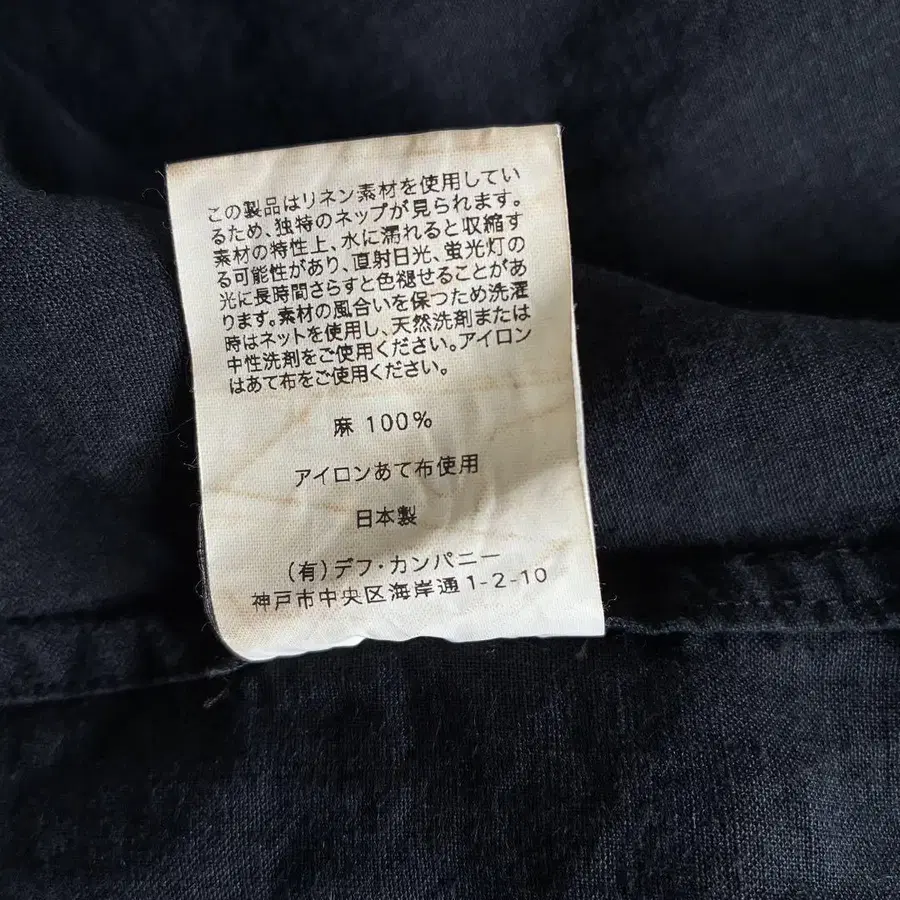 この製品はリネン素材を使用してい
るため、独特のネップが見られます。
素材の特性上、水に濡れると収縮す
る可能性があり、直射日光、蛍光灯の
光に長時間さらすと色褪せることがあ
ります。素材の風合いを保つため洗濯
時はネットを使用し、天然洗剤または
中性洗剤をご使用ください。アイロン
はあて布をご使用ください。
麻 100%
アイロンあて布使用
日本製
(有)デフ・カンパニー
神戸市中央区海岸通1-2-10